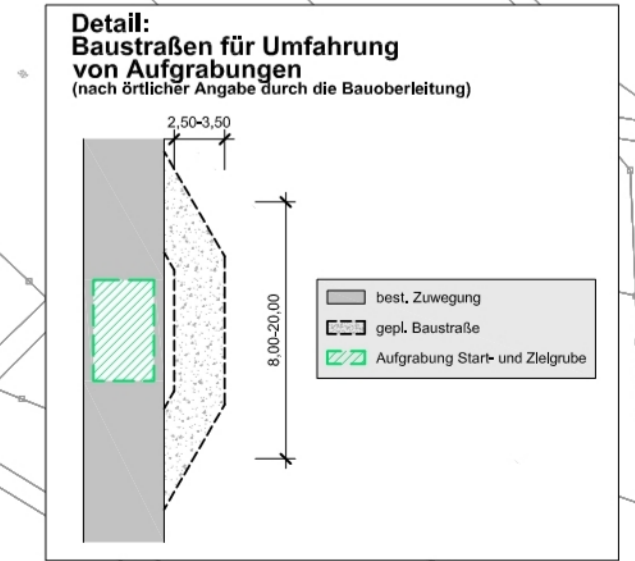 Detail:
Baustraßen für Umfahrung
von Aufgrabungen
(nach örtlicher Angabe durch die Bauoberleitung)
2,50-3,50
8,00-20,00
best. Zuwegung
gepl. Baustraße
Aufgrabung Start- und Zielgrube